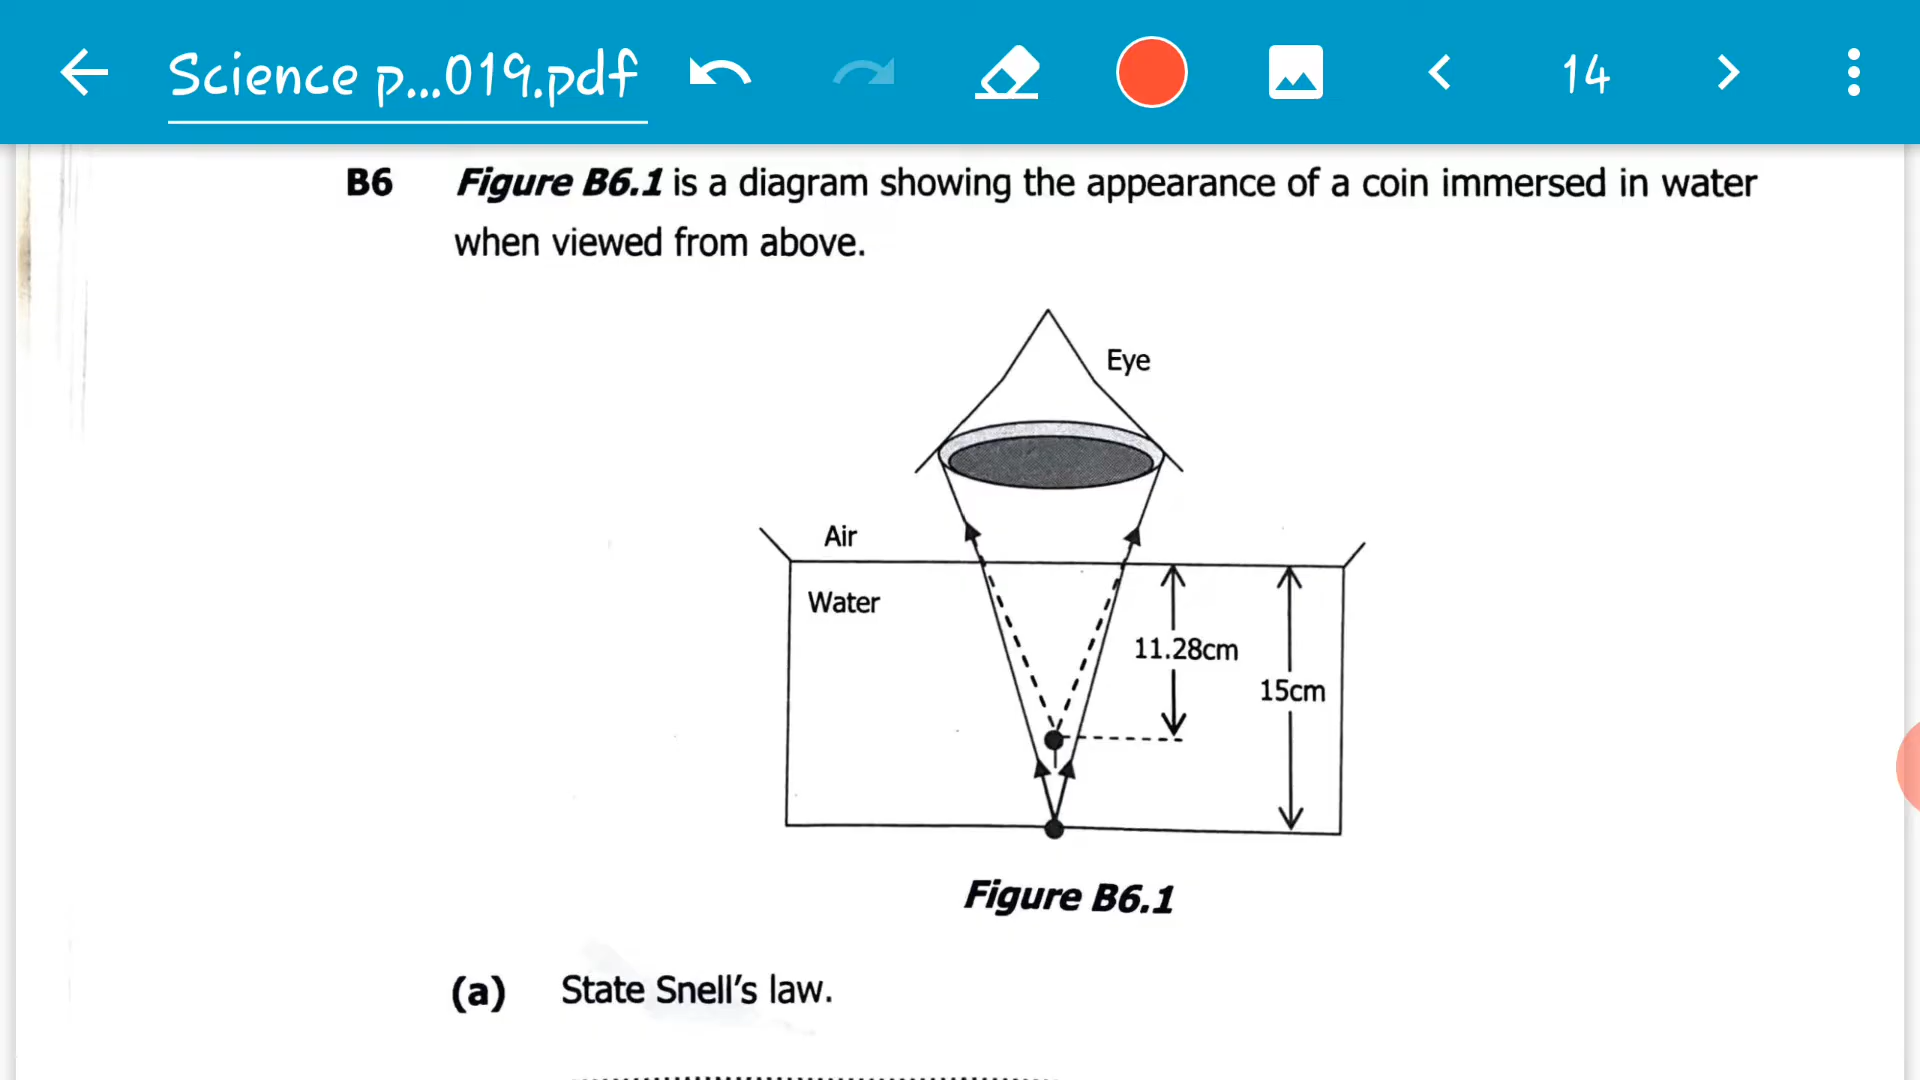 Science p...019.pdf
14
B6 Figure B6.1 is a diagram showing the appearance of a coin immersed in water
when viewed from above.
Eye
Air
Water
11.28cm
15cm
Figure B6.1
(a) State Snell's law.